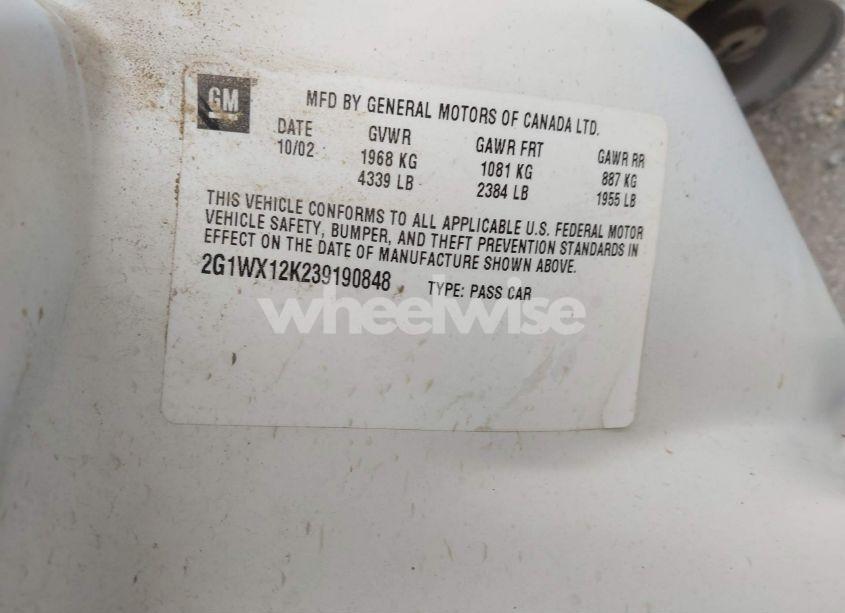 GM
MFD BY GENERAL MOTORS OF CANADA LTD.
DATE GVWR GAWR FRT GAWR RR
10/02 1968 KG 1081 KG 887 KG
4339 LB 2384 LB 1955 LB
THIS VEHICLE CONFORMS TO ALL APPLICABLE U.S. FEDERAL MOTOR
VEHICLE SAFETY, BUMPER, AND THEFT PREVENTION STANDARDS IN
EFFECT ON THE DATE OF MANUFACTURE SHOWN ABOVE.
2G1WX12K239190848 TYPE: PASS CAR
wheelwise